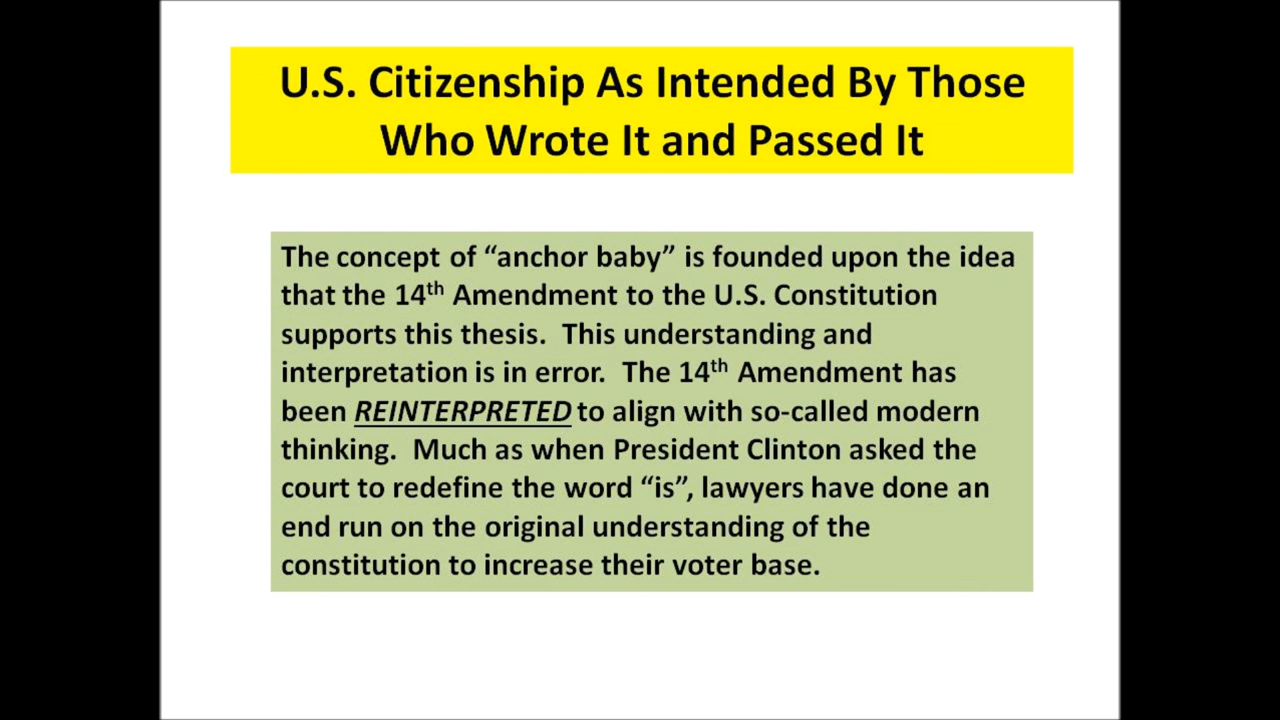 U.S. Citizenship As Intended By Those
Who Wrote It and Passed It
The concept of “anchor baby” is founded upon the idea
that the 14th Amendment to the U.S. Constitution
supports this thesis.  This understanding and
interpretation is in error.  The 14th Amendment has
been REINTERPRETED to align with so-called modern
thinking.  Much as when President Clinton asked the
court to redefine the word “is”, lawyers have done an
end run on the original understanding of the
constitution to increase their voter base.